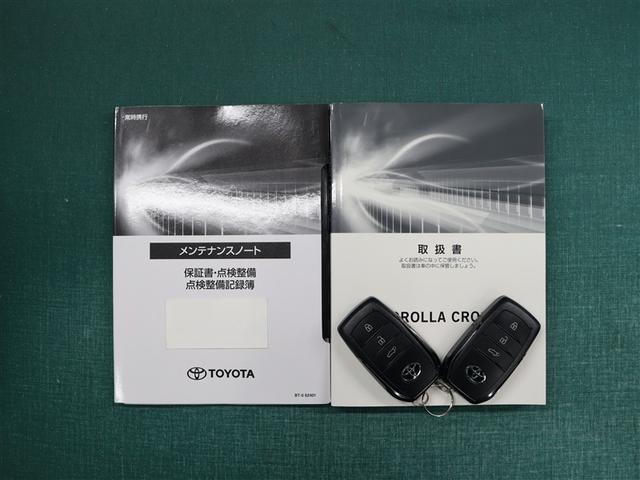 常時携行
メンテナンスノート
保証書・点検整備
点検整備記録簿
TOYOTA
取扱書
よくお読みになってご使用ください。
取扱書は車の中に保管しましょう。
ROLLA CRO